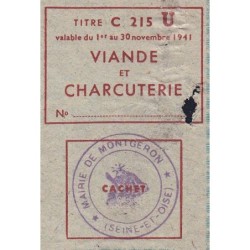 TITRE C 215 U
valable du 1er au 30 novembre 1941
VIANDE
ET
CHARCUTERIE
No
MAIRIE DE MONTGERON
CACHET
(SEINE-ET-OISE)